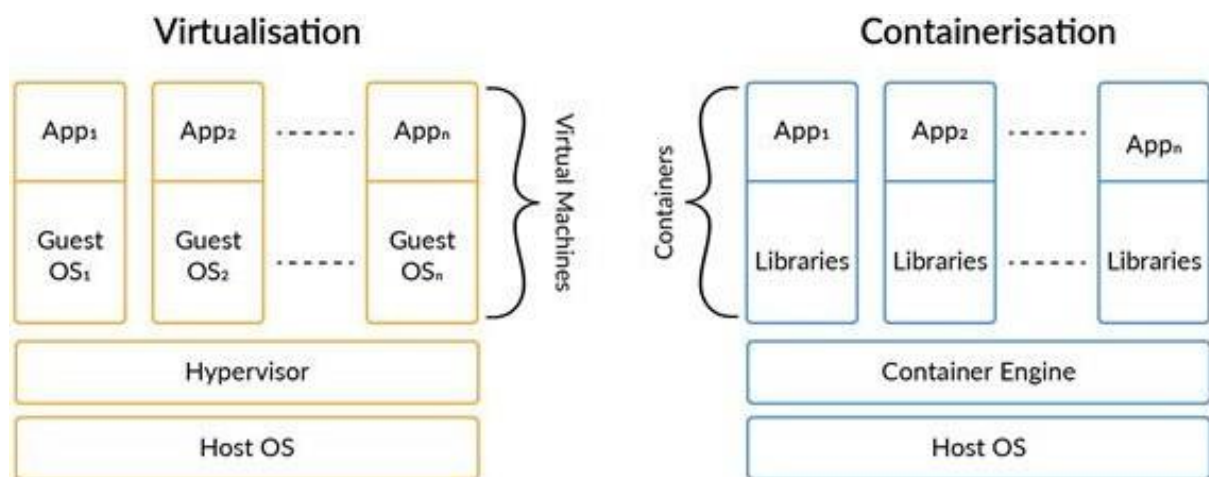 Virtualisation
App₁ App₂ Appₙ
Guest OS₁
Guest OS₂
Guest OSₙ
Virtual Machines
Hypervisor
Host OS
Containerisation
Containers
App₁ App₂ Appₙ
Libraries Libraries Libraries
Container Engine
Host OS